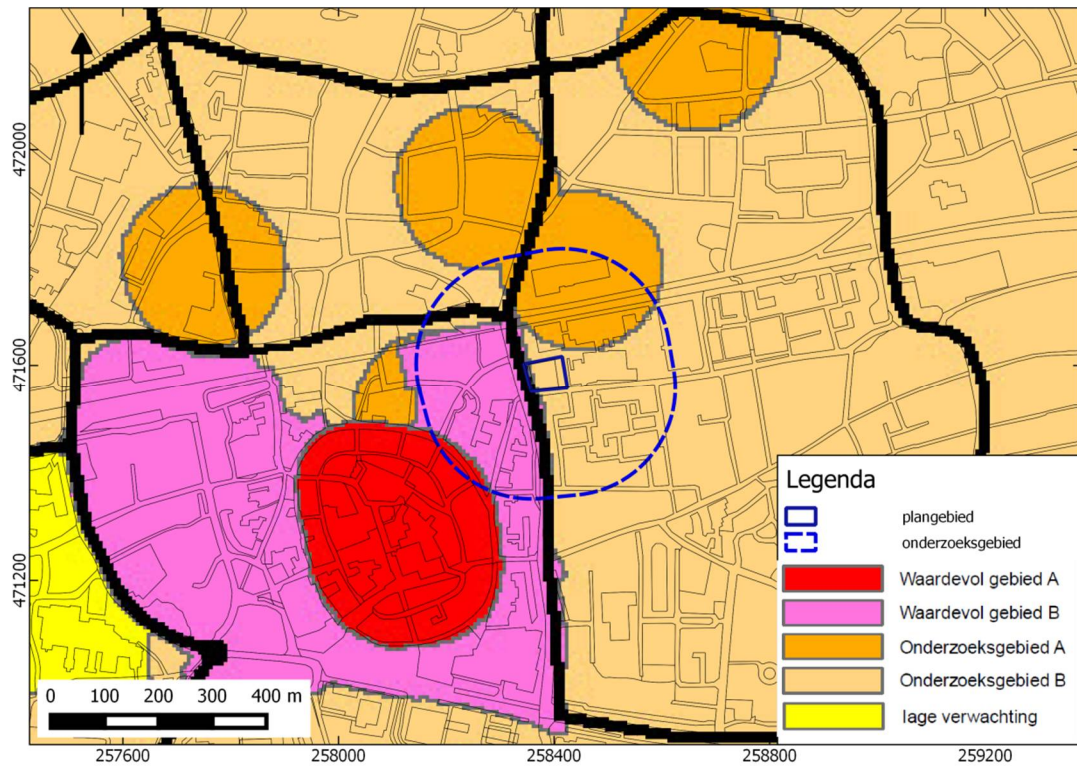 472000
471600
471200
Legenda
plangebied
onderzoeksgebied
Waardevol gebied A
Waardevol gebied B
Onderzoeksgebied A
Onderzoeksgebied B
lage verwachting
0 100 200 300 400 m
257600 258000 258400 258800 259200